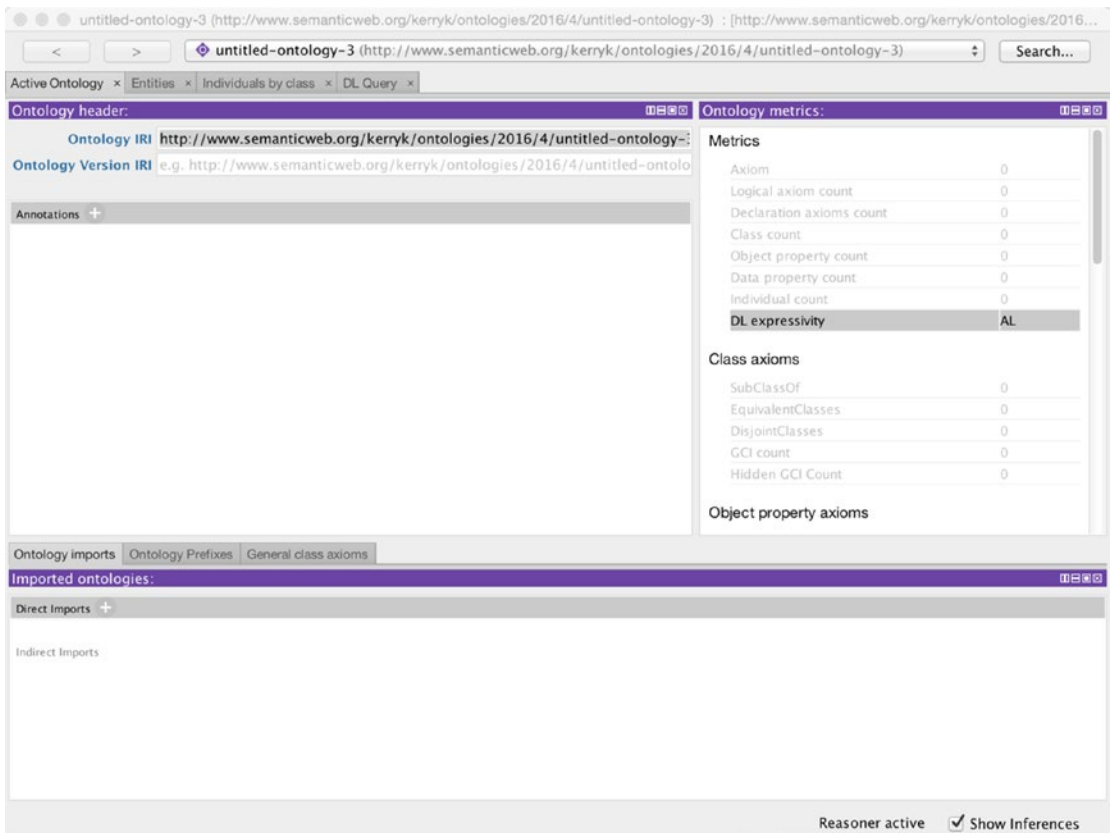 untitled-ontology-3 (http://www.semanticweb.org/kerryk/ontologies/2016/4/untitled-ontology-3) : [http://www.semanticweb.org/kerryk/ontologies/2016...
< > untitled-ontology-3 (http://www.semanticweb.org/kerryk/ontologies/2016/4/untitled-ontology-3) Search...
Active Ontology × Entities × Individuals by class × DL Query ×
Ontology header:
Ontology IRI http://www.semanticweb.org/kerryk/ontologies/2016/4/untitled-ontology-3
Ontology Version IRI e.g. http://www.semanticweb.org/kerryk/ontologies/2016/4/untitled-ontolo
Annotations +
Ontology metrics:
Metrics
Axiom 0
Logical axiom count 0
Declaration axioms count 0
Class count 0
Object property count 0
Data property count 0
Individual count 0
DL expressivity AL
Class axioms
SubClassOf 0
EquivalentClasses 0
DisjointClasses 0
GCI count 0
Hidden GCI Count 0
Object property axioms
Ontology imports Ontology Prefixes General class axioms
Imported ontologies:
Direct Imports +
Indirect Imports
Reasoner active Show Inferences